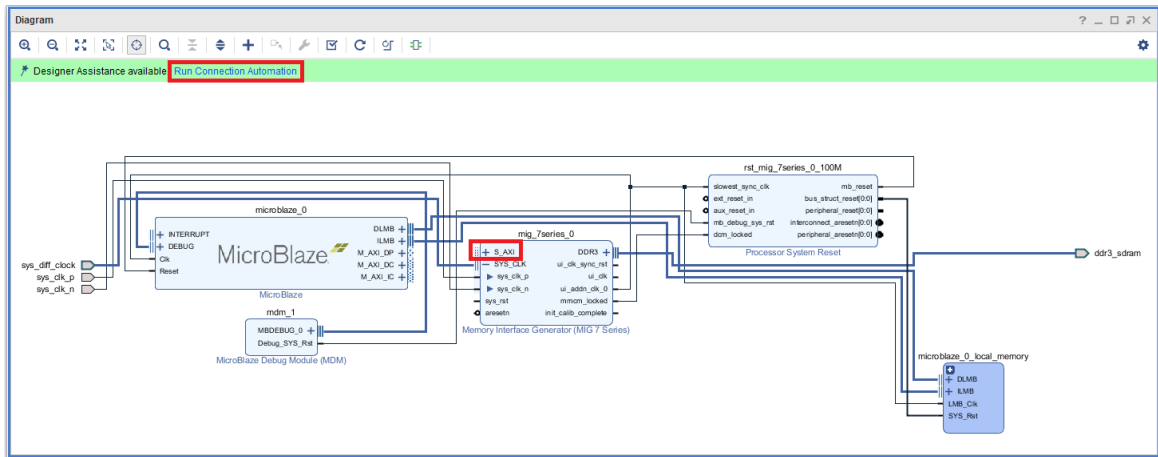 Diagram
Designer Assistance available. Run Connection Automation
rst_mig_7series_0_100M
slowest_sync_clk
mb_reset
ext_reset_in
bus_struct_reset[0:0]
aux_reset_in
peripheral_reset[0:0]
mb_debug_sys_rst
interconnect_aresetn[0:0]
dcm_locked
peripheral_aresetn[0:0]
Processor System Reset
microblaze_0
INTERRUPT
DEBUG
Clk
Reset
MicroBlaze
DLMB
ILMB
M_AXI_DP
M_AXI_DC
M_AXI_IC
MicroBlaze
mig_7series_0
S_AXI
DDR3
SYS_CLK
ui_clk_sync_rst
sys_clk_p
ui_clk
sys_clk_n
ui_addn_clk_0
sys_rst
mmcm_locked
aresetn
init_calib_complete
Memory Interface Generator (MIG 7 Series)
sys_diff_clock
sys_clk_p
sys_clk_n
ddr3_sdram
mdm_1
MBDEBUG_0
Debug_SYS_Rst
MicroBlaze Debug Module (MDM)
microblaze_0_local_memory
DLMB
ILMB
LMB_Clk
SYS_Rst